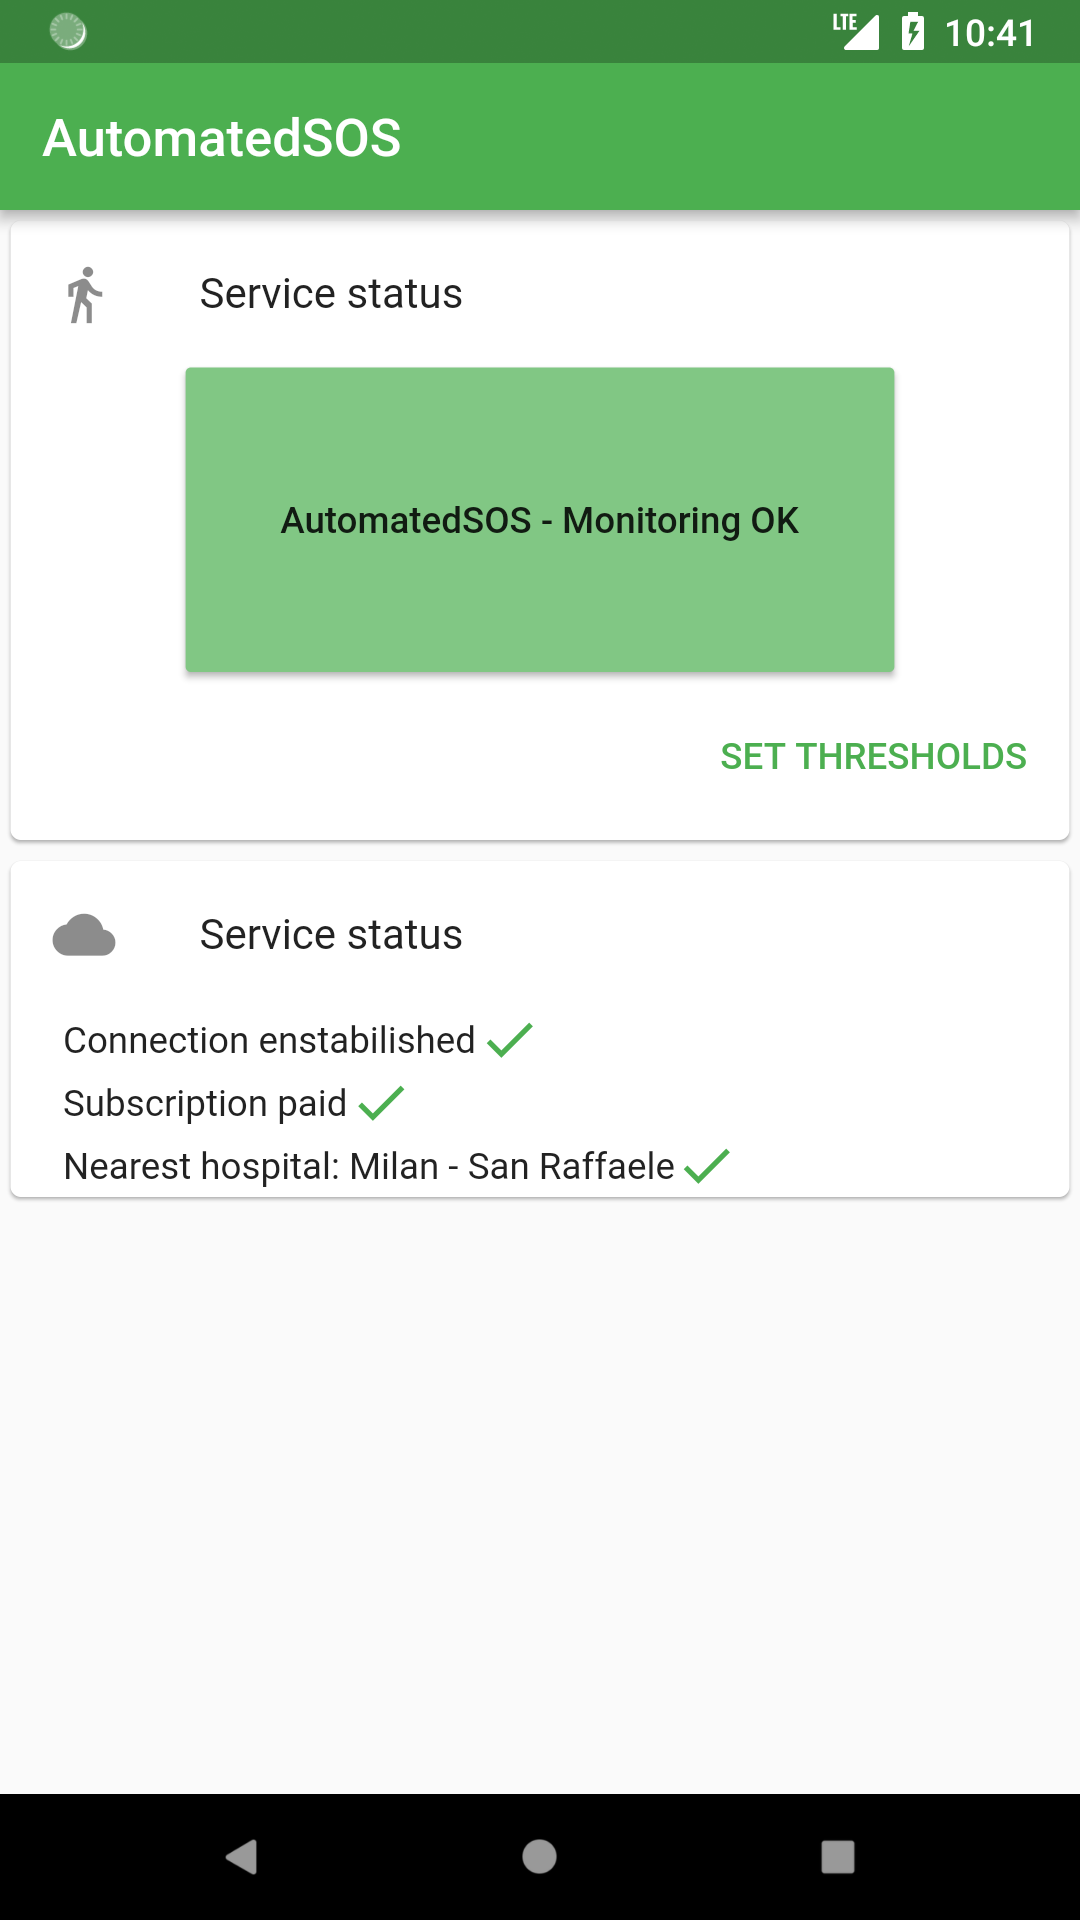 LTE 10:41
AutomatedSOS
Service status
AutomatedSOS - Monitoring OK
SET THRESHOLDS
Service status
Connection enstabilished
Subscription paid
Nearest hospital: Milan - San Raffaele